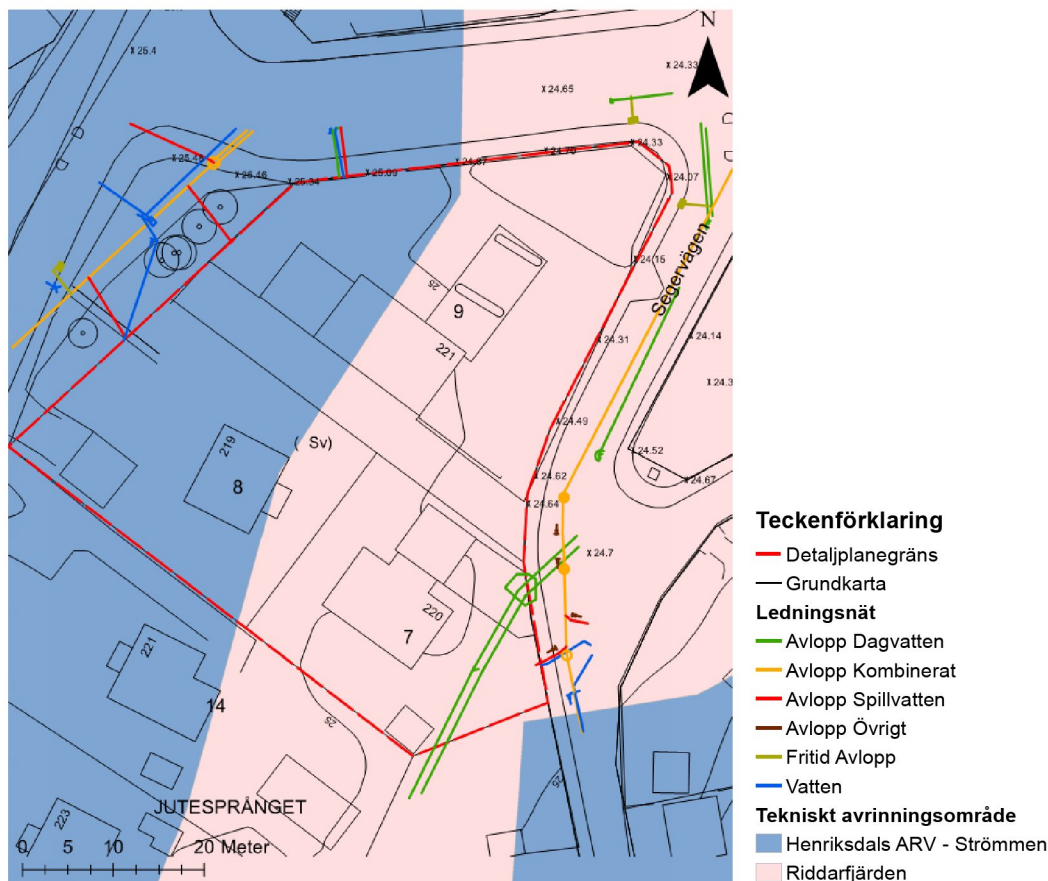 N
x 25.4
x 24.33
x 24.65
x 24.33
x 24.70
x 24.87
x 25.09
x 25.34
x 24.07
x 24.15
Segervägen
25
9
221
x 24.31
x 24.14
x 24.3
x 24.49
( Sv)
219
8
x 24.52
x 24.62
x 24.67
x 24.64
x 24.7
220
7
221
14
25
25
JUTESPRÅNGET
223
0 5 10 20 Meter
Teckenförklaring
Detaljplanegräns
Grundkarta
Ledningsnät
Avlopp Dagvatten
Avlopp Kombinerat
Avlopp Spillvatten
Avlopp Övrigt
Fritid Avlopp
Vatten
Tekniskt avrinningsområde
Henriksdals ARV - Strömmen
Riddarfjärden